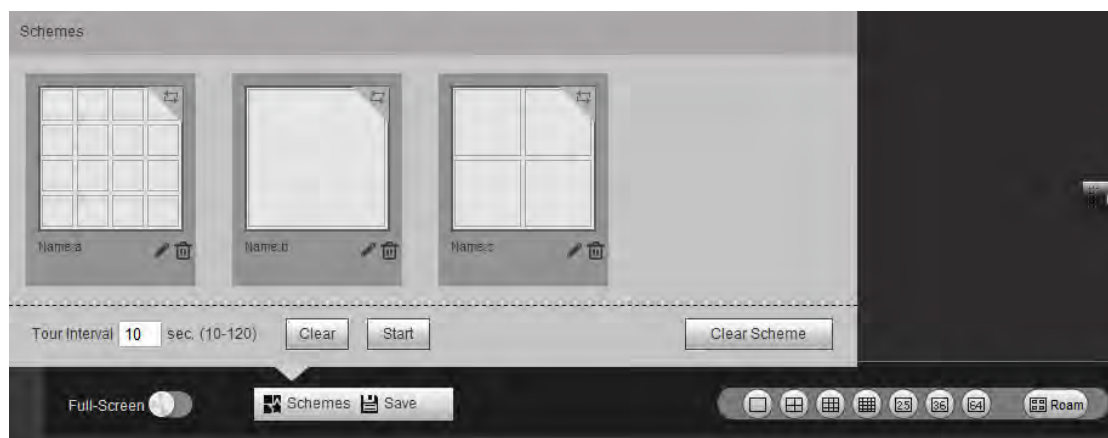 Schemes
Name:a
Name:b
Name:c
Tour Interval 10 sec. (10-120) Clear Start Clear Scheme
Full-Screen Schemes Save 25 36 64 Roam